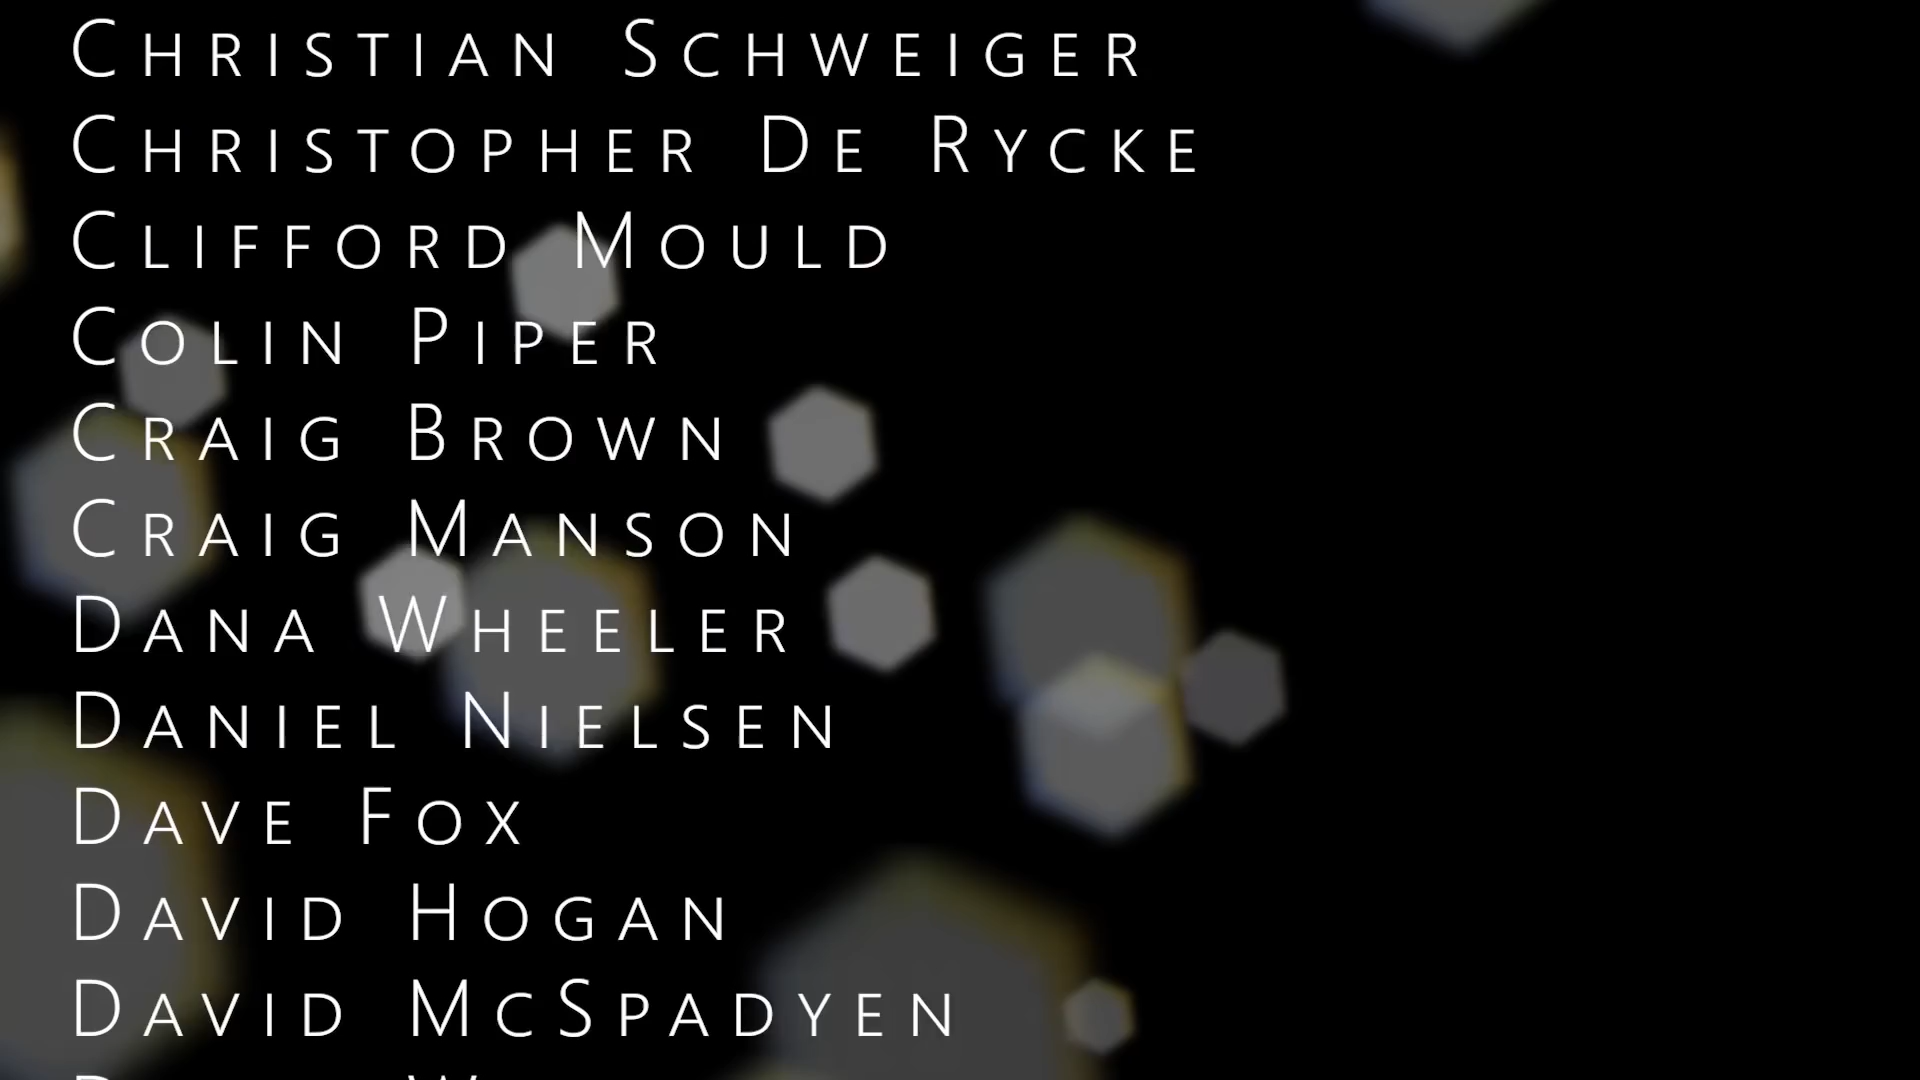 Christian Schweiger
Christopher De Rycke
Clifford Mould
Colin Piper
Craig Brown
Craig Manson
Dana Wheeler
Daniel Nielsen
Dave Fox
David Hogan
David McSpadyen